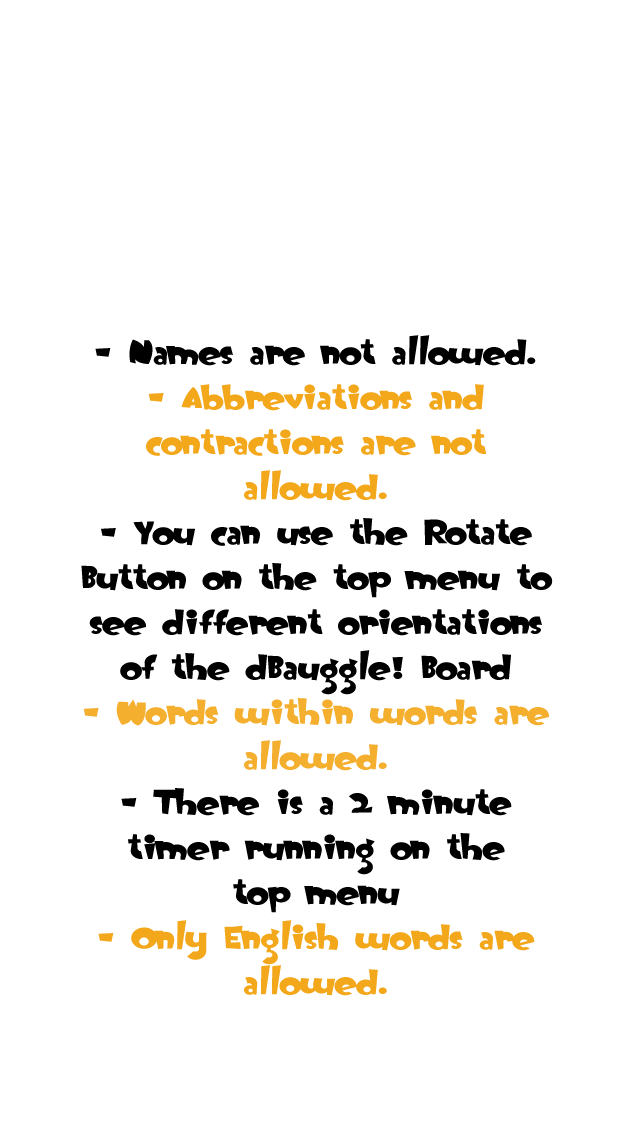 - Names are not allowed.
- Abbreviations and
contractions are not
allowed.
- You can use the Rotate
Button on the top menu to
see different orientations
of the dBauggle! Board
- Words within words are
allowed.
- There is a 2 minute
timer running on the
top menu
- Only English words are
allowed.